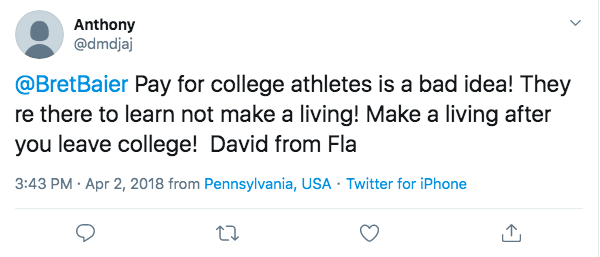 Anthony
@dmdjaj
@BretBaier Pay for college athletes is a bad idea! They
re there to learn not make a living! Make a living after
you leave college!  David from Fla
3:43 PM · Apr 2, 2018 from Pennsylvania, USA · Twitter for iPhone